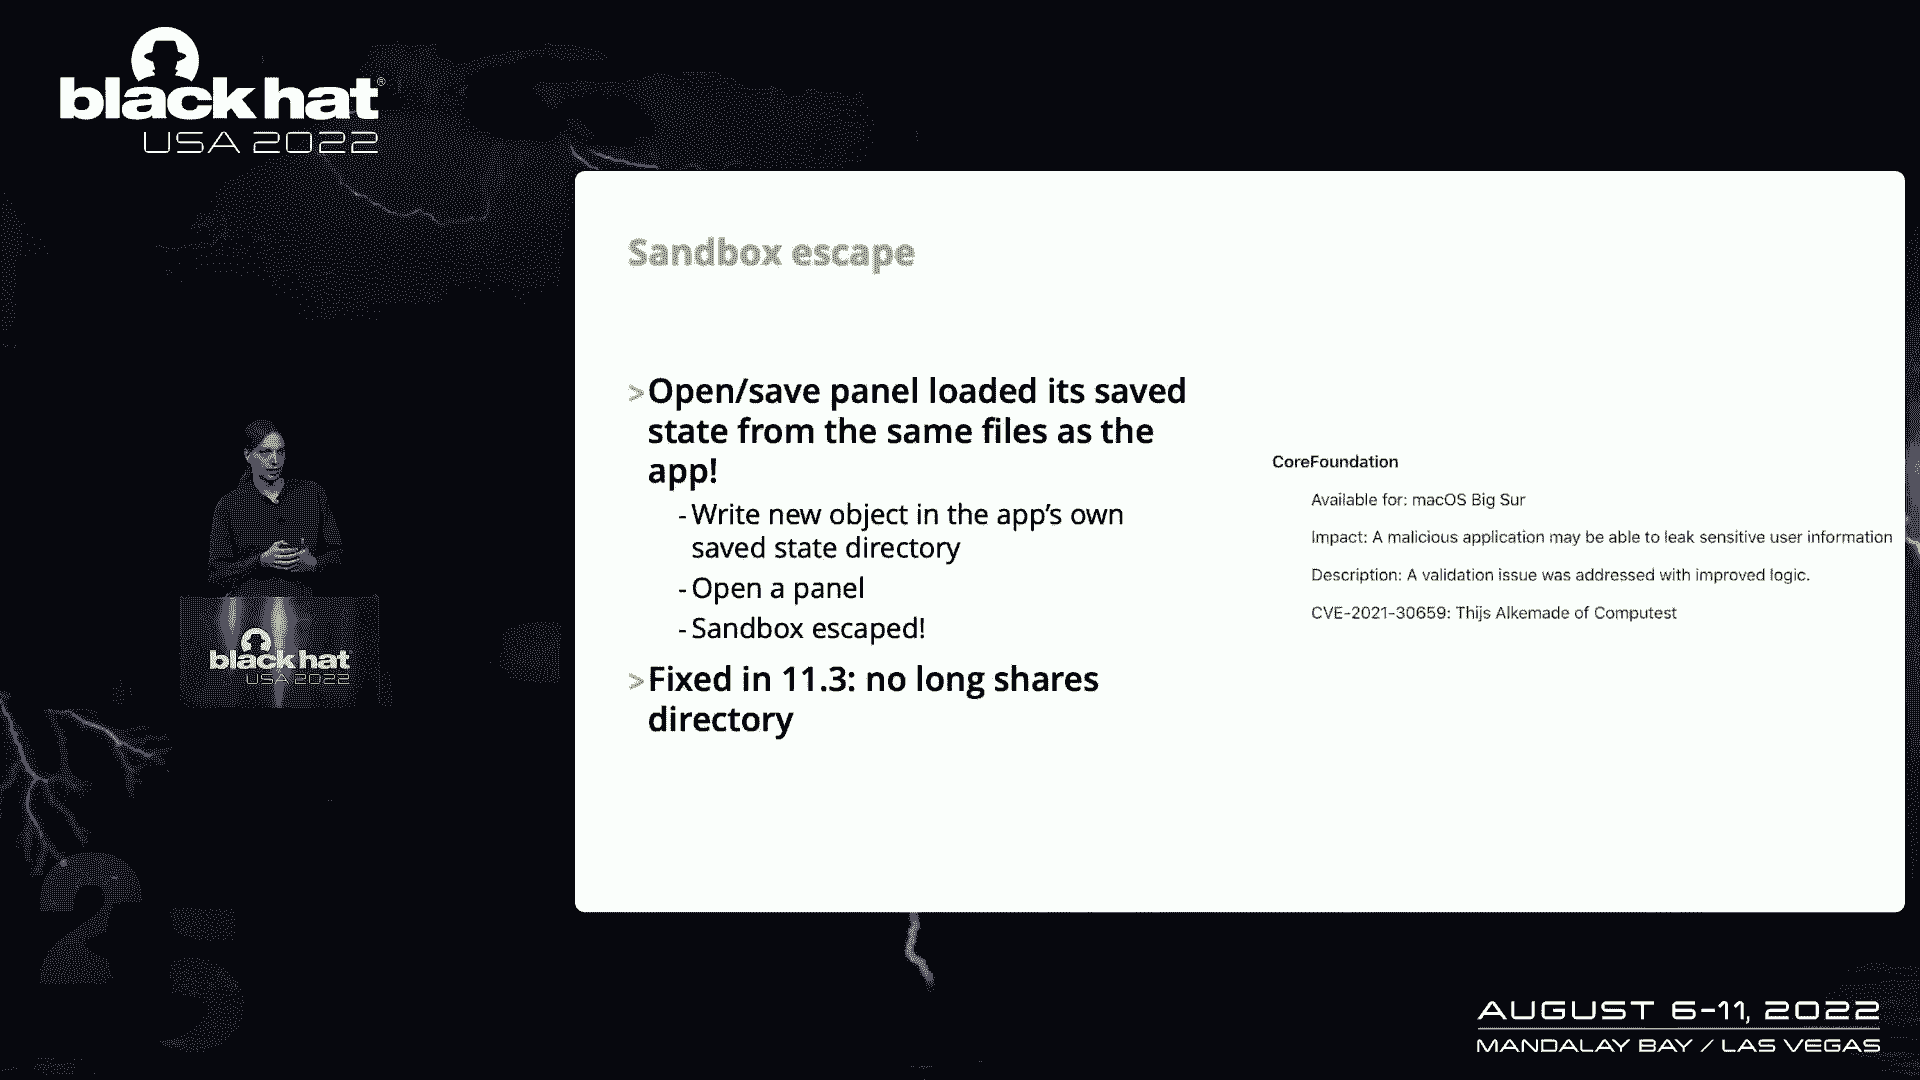 black hat®
USA 2022
Sandbox escape
>Open/save panel loaded its saved
state from the same files as the
app!
- Write new object in the app’s own
saved state directory
- Open a panel
- Sandbox escaped!
>Fixed in 11.3: no long shares
directory
CoreFoundation
Available for: macOS Big Sur
Impact: A malicious application may be able to leak sensitive user information
Description: A validation issue was addressed with improved logic.
CVE-2021-30659: Thijs Alkemade of Computest
black hat
USA 2022
25
AUGUST 6-11, 2022
MANDALAY BAY / LAS VEGAS